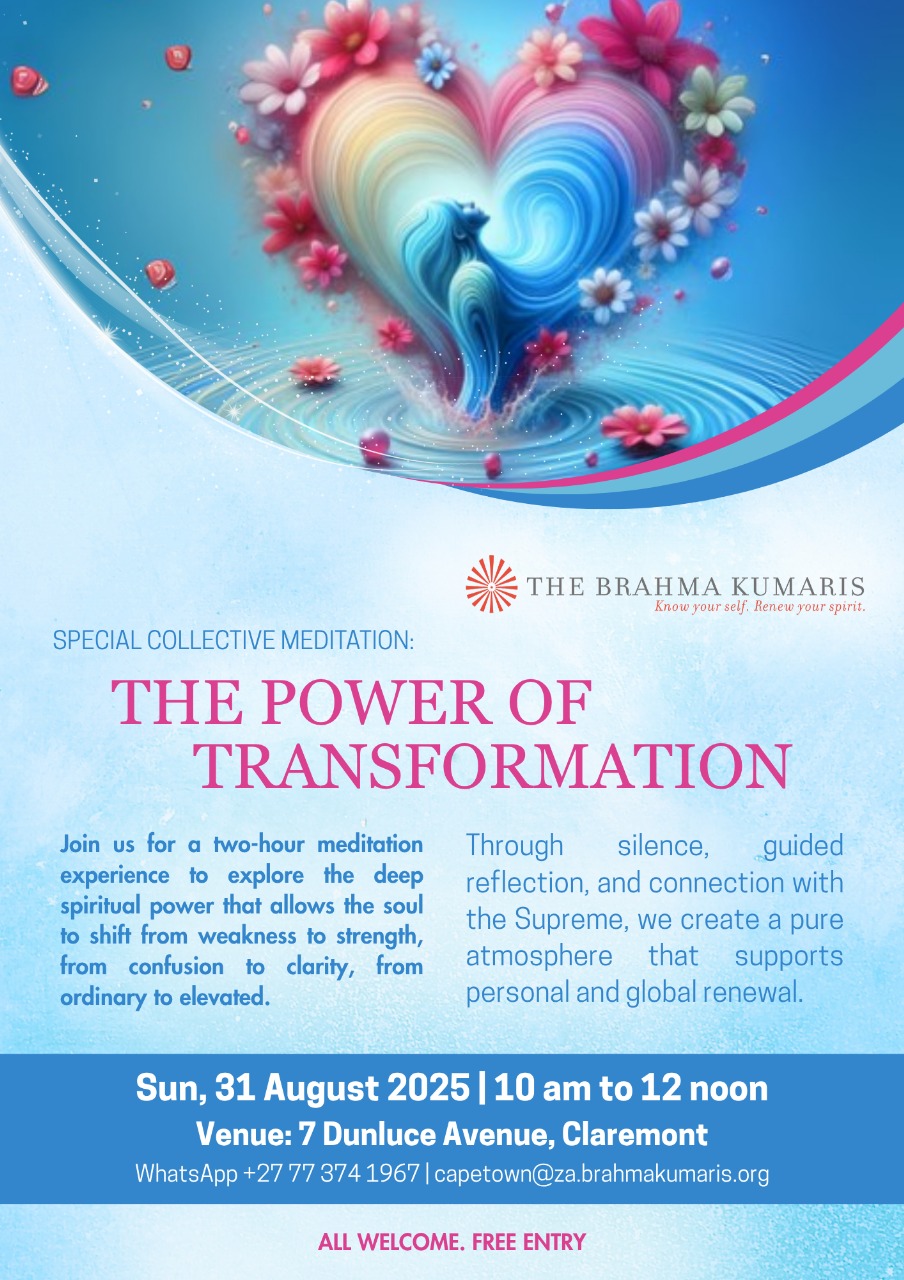 THE BRAHMA KUMARIS
Know your self. Renew your spirit.
SPECIAL COLLECTIVE MEDITATION:
THE POWER OF
TRANSFORMATION
Join us for a two-hour meditation
experience to explore the deep
spiritual power that allows the soul
to shift from weakness to strength,
from confusion to clarity, from
ordinary to elevated.
Through silence, guided
reflection, and connection with
the Supreme, we create a pure
atmosphere that supports
personal and global renewal.
Sun, 31 August 2025 | 10 am to 12 noon
Venue: 7 Dunluce Avenue, Claremont
WhatsApp +27 77 374 1967 | capetown@za.brahmakumaris.org
ALL WELCOME. FREE ENTRY